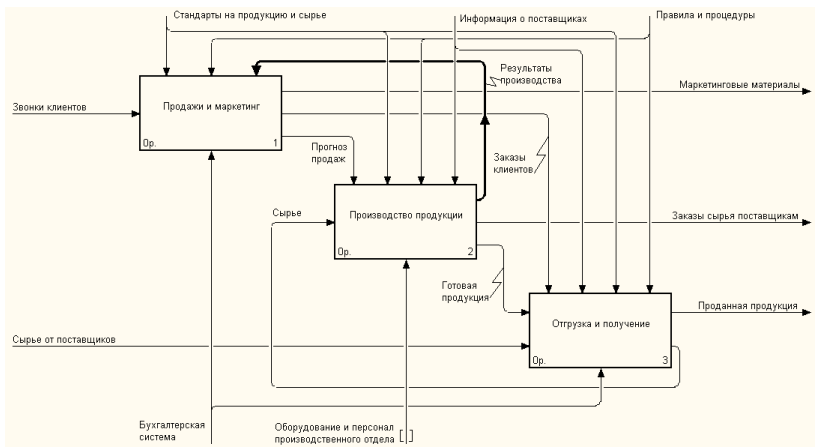 Стандарты на продукцию и сырье
Информация о поставщиках
Правила и процедуры
Результаты
производства
Маркетинговые материалы
Звонки клиентов
Продажи и маркетинг
0р.
1
Прогноз
продаж
Заказы
клиентов
Сырье
Производство продукции
0р.
2
Заказы сырья поставщикам
Готовая
продукция
Проданная продукция
Отгрузка и получение
0р.
3
Сырье от поставщиков
Бухгалтерская
система
Оборудование и персонал
производственного отдела